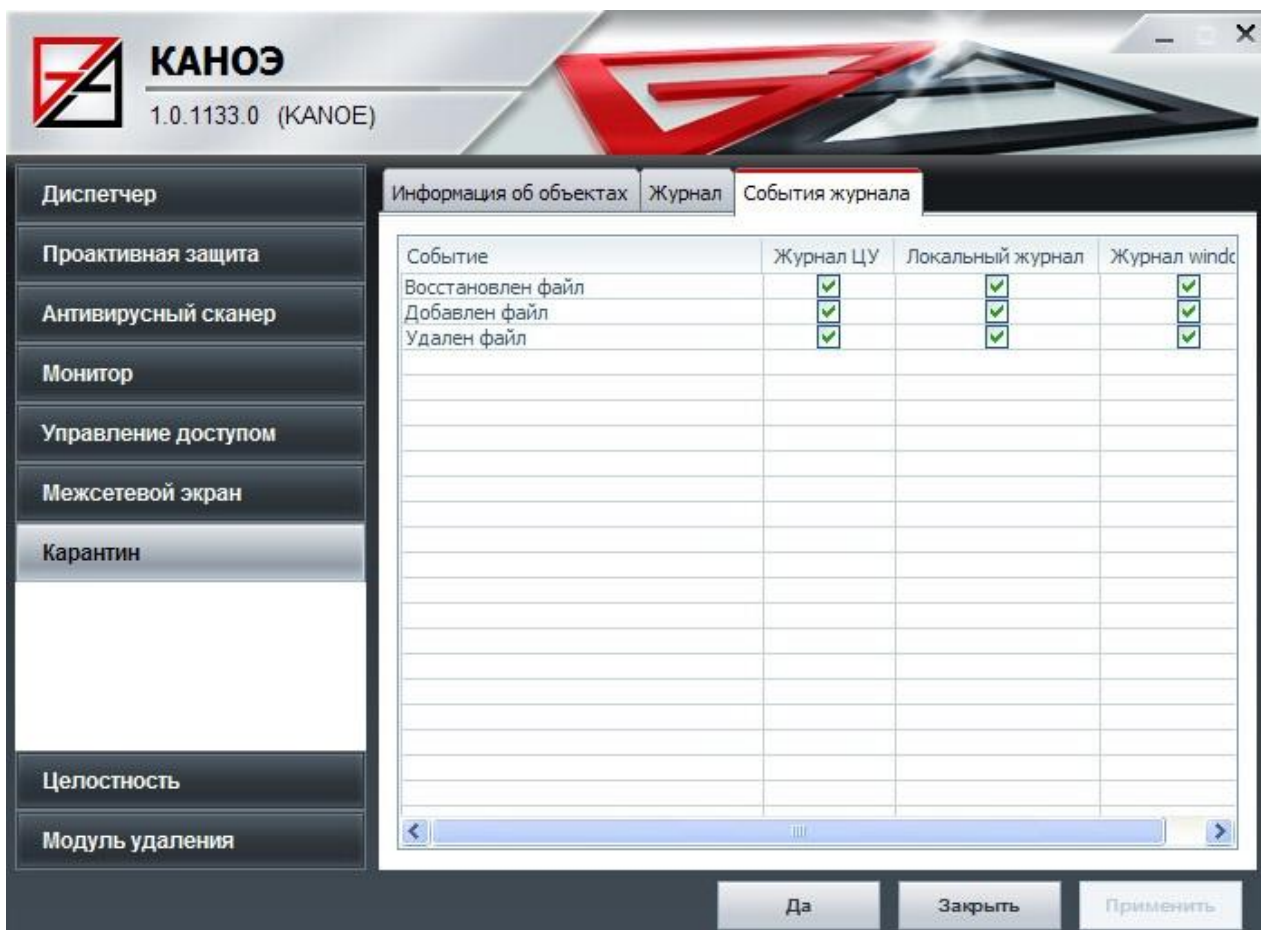 КАНОЭ
1.0.1133.0 (KANOE)
Диспетчер
Проактивная защита
Антивирусный сканер
Монитор
Управление доступом
Межсетевой экран
Карантин
Целостность
Модуль удаления
Информация об объектах Журнал События журнала
Событие Журнал ЦУ Локальный журнал Журнал windo
Восстановлен файл
Добавлен файл
Удален файл
Да Закрыть Применить